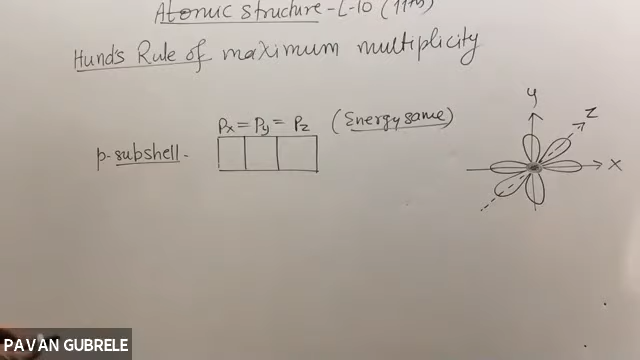 Atomic structure - L-10 (11th)
Hund's Rule of maximum multiplicity
Px = Py = Pz (Energy same)
p-subshell -
y
z
x
PAVAN GUBRELE